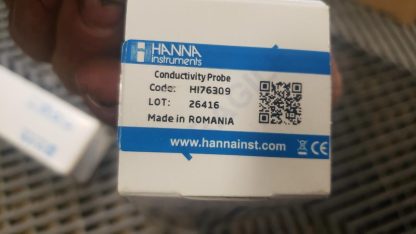 HANNA
instruments
Conductivity Probe
Code: HI76309
LOT: 26416
Made in ROMANIA
www.hannainst.com
CE